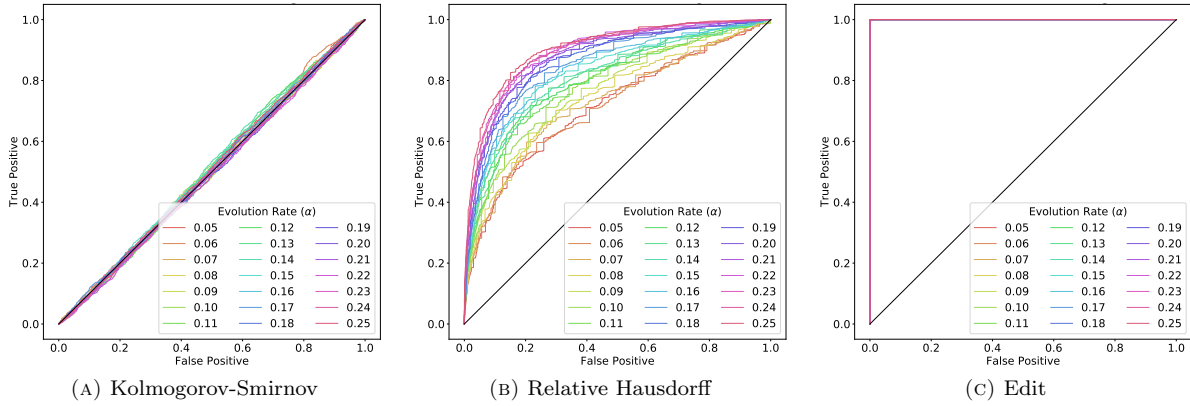 1.0
0.8
0.6
0.4
0.2
0.0
True Positive
0.0 0.2 0.4 0.6 0.8 1.0
False Positive
Evolution Rate (α)
0.05 0.12 0.19
0.06 0.13 0.20
0.07 0.14 0.21
0.08 0.15 0.22
0.09 0.16 0.23
0.10 0.17 0.24
0.11 0.18 0.25
(A) Kolmogorov-Smirnov
1.0
0.8
0.6
0.4
0.2
0.0
True Positive
0.0 0.2 0.4 0.6 0.8 1.0
False Positive
Evolution Rate (α)
0.05 0.12 0.19
0.06 0.13 0.20
0.07 0.14 0.21
0.08 0.15 0.22
0.09 0.16 0.23
0.10 0.17 0.24
0.11 0.18 0.25
(B) Relative Hausdorff
1.0
0.8
0.6
0.4
0.2
0.0
True Positive
0.0 0.2 0.4 0.6 0.8 1.0
False Positive
Evolution Rate (α)
0.05 0.12 0.19
0.06 0.13 0.20
0.07 0.14 0.21
0.08 0.15 0.22
0.09 0.16 0.23
0.10 0.17 0.24
0.11 0.18 0.25
(C) Edit